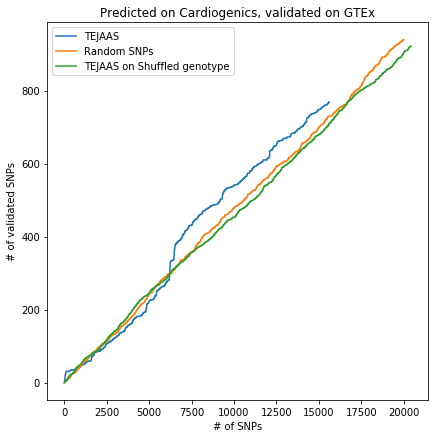 Predicted on Cardiogenics, validated on GTEx
TEJAAS
Random SNPs
TEJAAS on Shuffled genotype
# of validated SNPs
800
600
400
200
0
0 2500 5000 7500 10000 12500 15000 17500 20000
# of SNPs